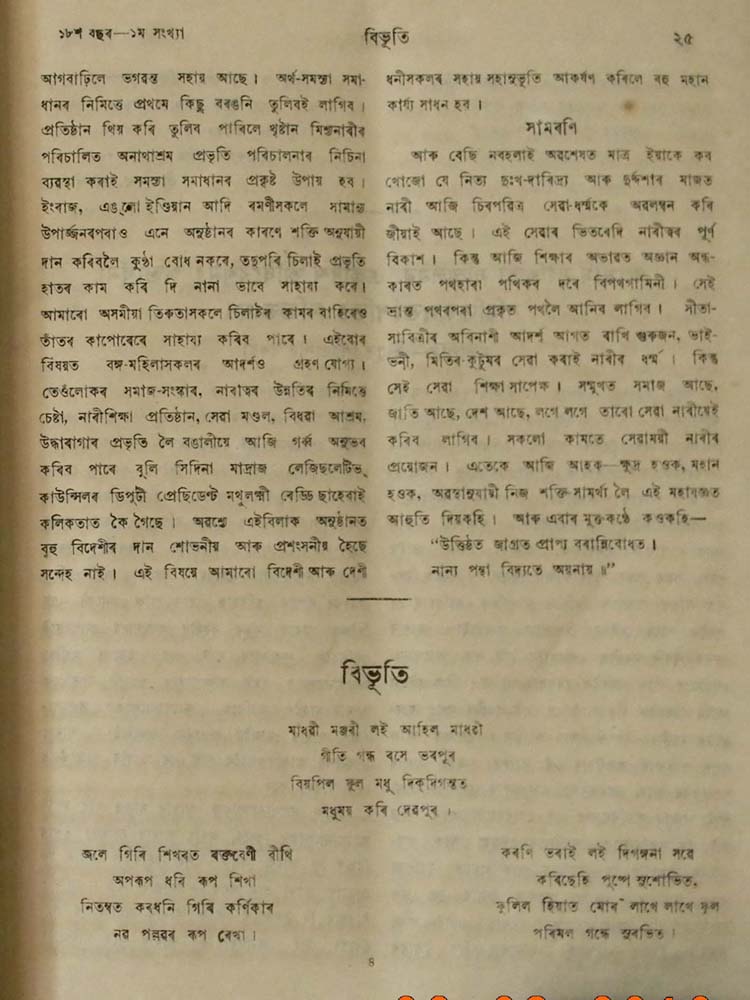 ১৮শ বছৰ—১ম সংখ্যা
বিভূতি
২৫
আগবাঢ়িলে ভগৱন্ত সহায় আছে। অৰ্থ-সমস্যা সমা-
ধানৰ নিমিত্তে প্ৰথমে কিছু বৰঙনি তুলিবই লাগিব।
প্ৰতিষ্ঠান থিয় কৰি তুলিব পাৰিলে খৃষ্টান মিশ্যনাৰীৰ
পৰিচালিত অনাথাশ্ৰম প্ৰভৃতি পৰিচালনাৰ নিচিনা
ব্যৱস্থা কৰাই সমস্যা সমাধানৰ প্ৰকৃষ্ট উপায় হব।
ইংৰাজ, এঙ্লো ইণ্ডিয়ান আদি ৰমণীসকলে সামান্য
উপাৰ্জ্জনৰপৰাও এনে অনুষ্ঠানৰ কাৰণে শক্তি অনুযায়ী
দান কৰিবলৈ কুণ্ঠা বোধ নকৰে, তদুপৰি চিলাই প্ৰভৃতি
হাতৰ কাম কৰি দি নানা ভাবে সাহায্য কৰে।
আমাৰো অসমীয়া তিৰুতাসকলে চিলাইৰ কামৰ বাহিৰেও
তাঁতৰ কাপোৰেৰে সাহায্য কৰিব পাৰে। এইবোৰ
বিষয়ত বঙ্গ-মহিলাসকলৰ আদৰ্শও গ্ৰহণ যোগ্য।
তেওঁলোকৰ সমাজ-সংস্কাৰ, নাৰীত্বৰ উন্নতিৰ নিমিত্তে
চেষ্টা, নাৰীশিক্ষা প্ৰতিষ্ঠান, সেৱা মণ্ডল, বিধৱা আশ্ৰম,
উদ্ধাৰাগাৰ প্ৰভৃতি লৈ বঙালীয়ে আজি গৰ্ব্ব অনুভৱ
কৰিব পাৰে বুলি সিদিনা মাদ্ৰাজ লেজিছলেটিভ্
কাউন্সিলৰ ডিপুটী প্ৰেছিডেণ্ট মথুলক্ষ্মী ৰেড্ডি ছাহেবাই
কলিকতাত কৈ গৈছে। অৱশ্যে এইবিলাক অনুষ্ঠানত
বহু বিদেশীৰ দান শোভনীয় আৰু প্ৰশংসনীয় হৈছে
সন্দেহ নাই। এই বিষয়ে আমাৰো বিদেশী আৰু দেশী
ধনীসকলৰ সহায় সহানুভূতি আকৰ্ষণ কৰিলে বহু মহান
কাৰ্য্য সাধন হব।
সামৰণি
আৰু বেছি নবহলাই অৱশেষত মাত্ৰ ইয়াকে কব
খোজো যে নিত্য দুঃখ-দাৰিদ্ৰ্য আৰু দুৰ্দ্দশাৰ মাজত
নাৰী আজি চিৰপৱিত্ৰ সেৱা-ধৰ্ম্মকে অৱলম্বন কৰি
জীয়াই আছে। এই সেৱাৰ ভিতৰেদি নাৰীত্বৰ পূৰ্ণ
বিকাশ। কিন্তু আজি শিক্ষাৰ অভাৱত অজ্ঞান অন্ধ-
কাৰত পথহাৰা পথিকৰ দৰে বিপথগামিনী। সেই
ভ্ৰান্ত পথৰপৰা প্ৰকৃত পথলৈ আনিব লাগিব। সীতা-
সাবিত্ৰীৰ অবিনাশী আদৰ্শ আগত ৰাখি গুৰুজন, ভাই-
ভনী, মিতিৰ-কুটুমৰ সেৱা কৰাই নাৰীৰ ধৰ্ম্ম। কিন্তু
সেই সেৱা শিক্ষা সাপেক্ষ। সন্মুখত সমাজ আছে,
জাতি আছে, দেশ আছে, লগে লগে তাৰো সেৱা নাৰীয়েই
কৰিব লাগিব। সকলো কামতে সেৱাময়ী নাৰীৰ
প্ৰয়োজন। এতেকে আজি আহক—ক্ষুদ্ৰ হওক, মহান
হওক, অৱস্থানুযায়ী নিজ শক্তি-সামৰ্থ্য লৈ এই মহাযজ্ঞত
আহুতি দিয়কহি। আৰু এবাৰ মুক্তকণ্ঠে কওকহি—
“উত্তিষ্ঠত জাগ্ৰত প্ৰাপ্য বৰান্নিবোধত।
নান্য পন্থা বিদ্যতে অয়নায়॥”
বিভূতি
মাধৱী মঞ্জৰী লই আহিল মাধৱী
গীতি গন্ধ ৰসে ভৰপূৰ
বিয়পিল ফুল মধু দিক্‌দিগন্তত
মধুময় কৰি দেৱপুৰ।
জলে গিৰি শিখৰত ৰক্তবেণী বীথি
অপৰূপ ধৰি ৰূপ শিখা
নিতম্বত কৰধনি গিৰি কৰ্ণিকাৰ
নৱ পল্লৱৰ ৰূপ ৰেখা।
কৰণি ভৰাই লই দিগঙ্গনা সৱে
কৰিছেহি পুষ্পে সুশোভিত,
ফুলিল হিয়াত মোৰ লাখে লাখে ফুল
পৰিমল গন্ধে সুৰভিত।
৪